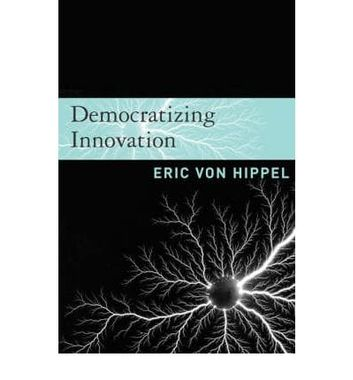 Democratizing
Innovation
ERIC VON HIPPEL